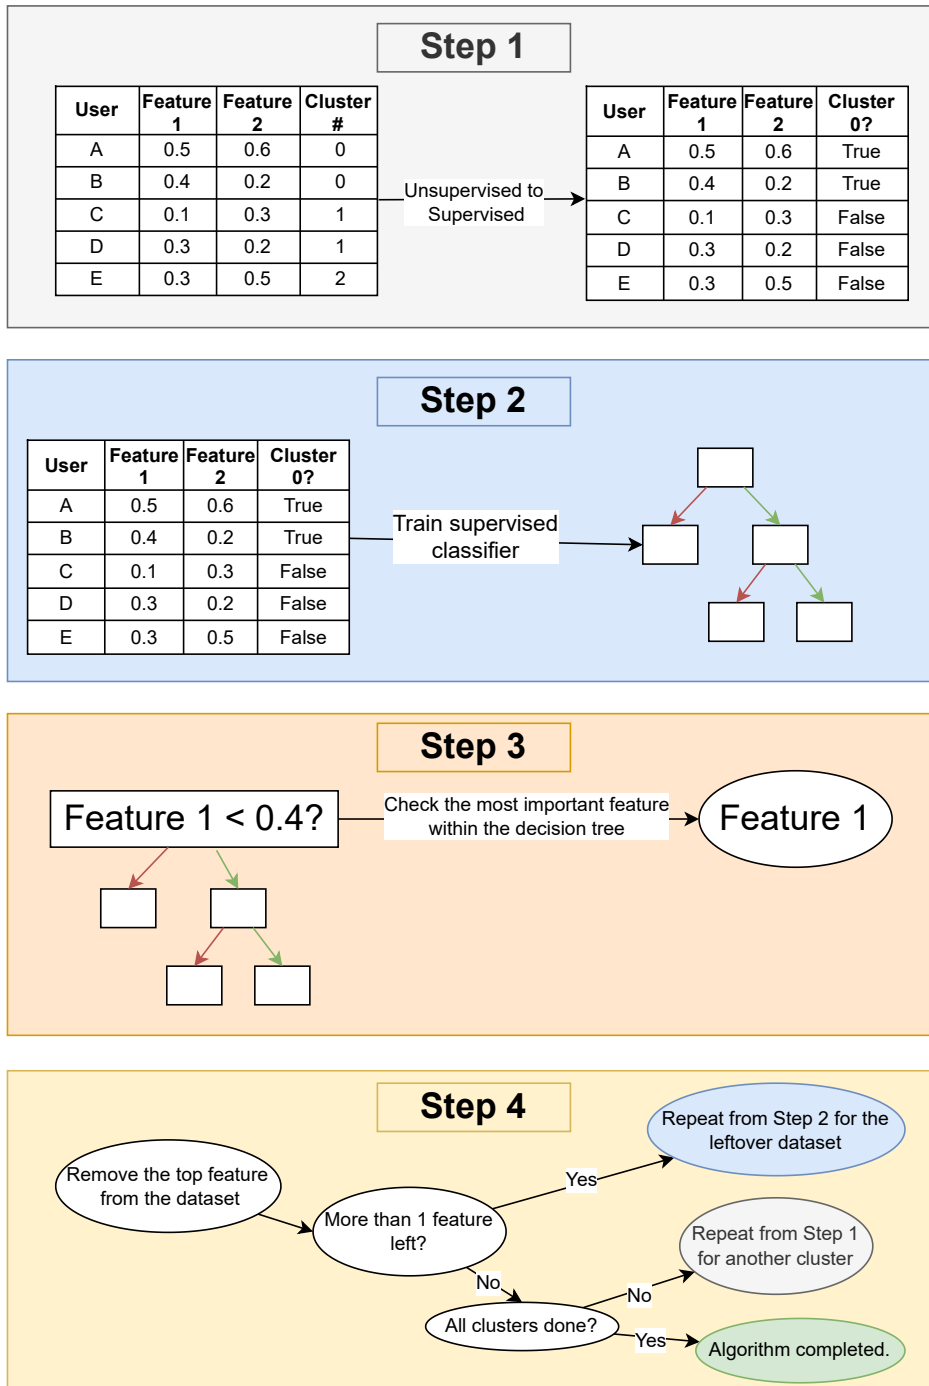 Step 1
User Feature 1 Feature 2 Cluster #
A 0.5 0.6 0
B 0.4 0.2 0
C 0.1 0.3 1
D 0.3 0.2 1
E 0.3 0.5 2
Unsupervised to
Supervised
User Feature 1 Feature 2 Cluster 0?
A 0.5 0.6 True
B 0.4 0.2 True
C 0.1 0.3 False
D 0.3 0.2 False
E 0.3 0.5 False
Step 2
User Feature 1 Feature 2 Cluster 0?
A 0.5 0.6 True
B 0.4 0.2 True
C 0.1 0.3 False
D 0.3 0.2 False
E 0.3 0.5 False
Train supervised
classifier
Step 3
Feature 1 < 0.4?
Check the most important feature
within the decision tree
Feature 1
Step 4
Remove the top feature
from the dataset
More than 1 feature
left?
Yes
Repeat from Step 2 for the
leftover dataset
No
All clusters done?
No
Repeat from Step 1
for another cluster
Yes
Algorithm completed.